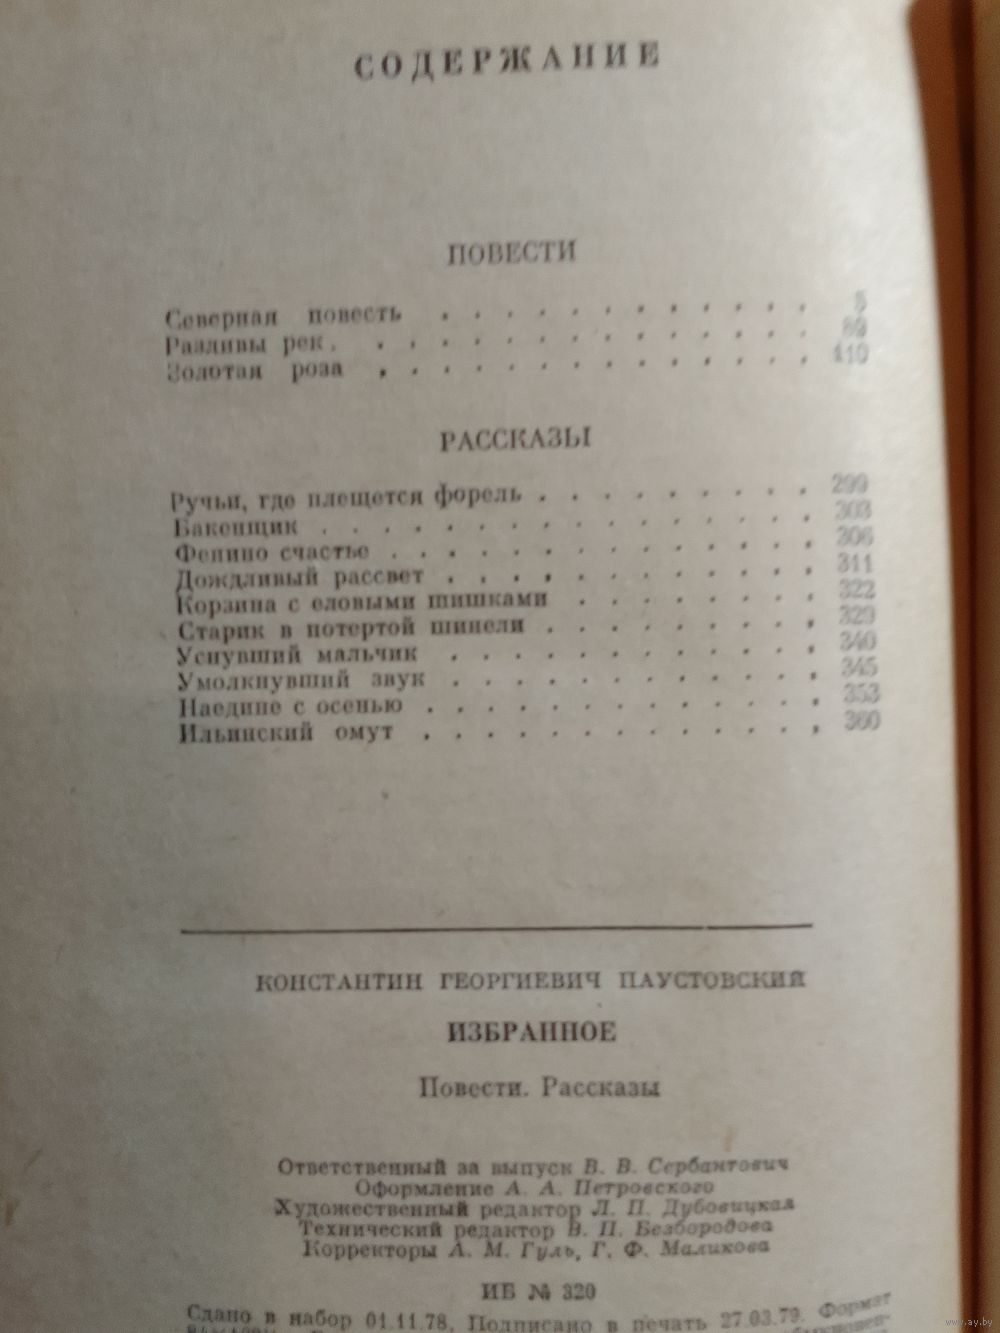 СОДЕРЖАНИЕ
ПОВЕСТИ
Северная повесть . . . . . . . . . . . . 5
Разливы рек . . . . . . . . . . . . . . . 89
Золотая роза . . . . . . . . . . . . . . 110
РАССКАЗЫ
Ручьи, где плещется форель . . . . . . . . . 299
Бакенщик . . . . . . . . . . . . . . . . 303
Фенино счастье . . . . . . . . . . . . . . 306
Дождливый рассвет . . . . . . . . . . . . 311
Корзина с еловыми шишками . . . . . . . . 322
Старик в потертой шинели . . . . . . . . . 329
Уснувший мальчик . . . . . . . . . . . . 340
Умолкнувший звук . . . . . . . . . . . . 345
Наедине с осенью . . . . . . . . . . . . . 353
Ильинский омут . . . . . . . . . . . . . 360
КОНСТАНТИН ГЕОРГИЕВИЧ ПАУСТОВСКИЙ
ИЗБРАННОЕ
Повести. Рассказы
Ответственный за выпуск В. В. Сербантович
Оформление А. А. Петровского
Художественный редактор Л. П. Дубовицкая
Технический редактор В. П. Безбородова
Корректоры А. М. Гуль, Г. Ф. Маликова
ИБ № 320
Сдано в набор 01.11.78. Подписано в печать 27.03.79. Формат
www.ay.by